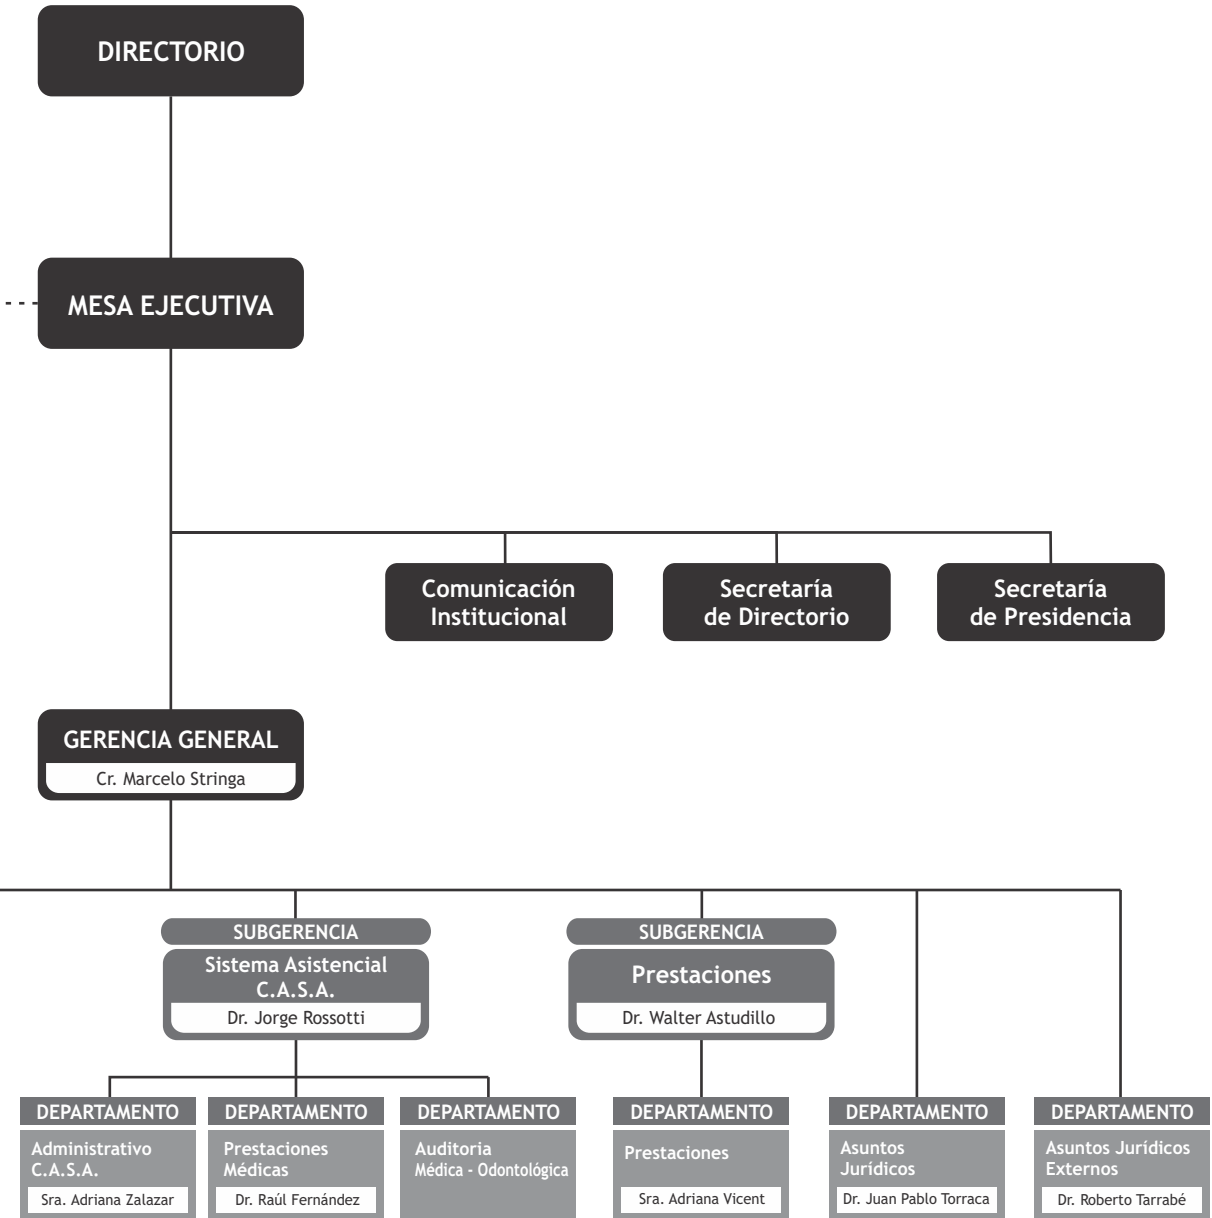 DIRECTORIO
MESA EJECUTIVA
Comunicación
Institucional
Secretaría
de Directorio
Secretaría
de Presidencia
GERENCIA GENERAL
Cr. Marcelo Stringa
SUBGERENCIA
Sistema Asistencial
C.A.S.A.
Dr. Jorge Rossotti
SUBGERENCIA
Prestaciones
Dr. Walter Astudillo
DEPARTAMENTO
Administrativo
C.A.S.A.
Sra. Adriana Zalazar
DEPARTAMENTO
Prestaciones
Médicas
Dr. Raúl Fernández
DEPARTAMENTO
Auditoria
Médica - Odontológica
DEPARTAMENTO
Prestaciones
Sra. Adriana Vicent
DEPARTAMENTO
Asuntos
Jurídicos
Dr. Juan Pablo Torraca
DEPARTAMENTO
Asuntos Jurídicos
Externos
Dr. Roberto Tarrabé